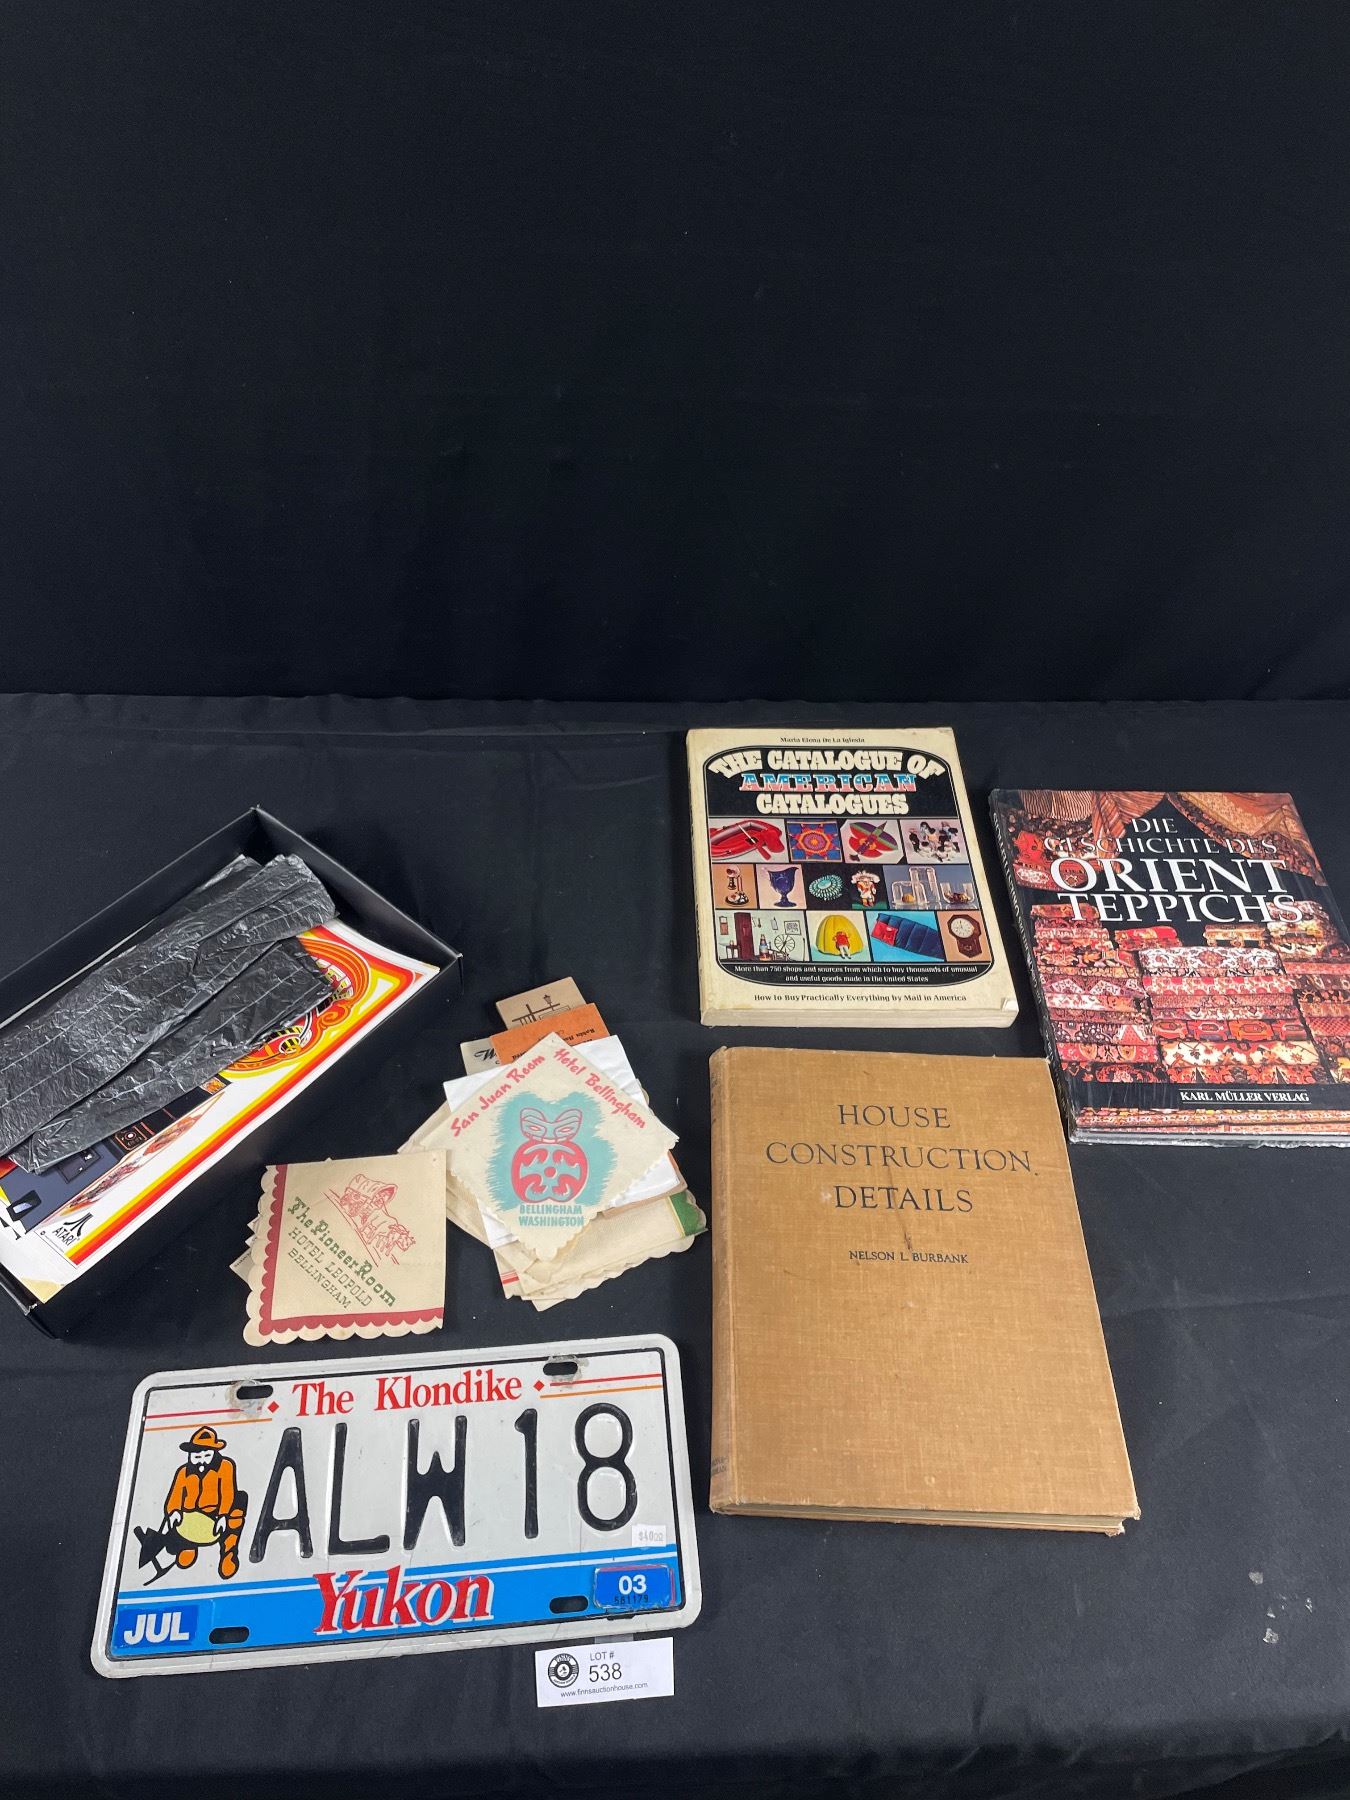 Maria Elena De La Iglesia
THE CATALOGUE OF
AMERICAN
CATALOGUES
More than 750 shops and sources from which to buy thousands of unusual
and useful goods made in the United States
How to Buy Practically Everything by Mail in America
DIE
GESCHICHTE DES
ORIENT
TEPPICHS
KARL MÜLLER VERLAG
HOUSE
CONSTRUCTION
DETAILS
NELSON L. BURBANK
ATARI
San Juan Room Hotel Bellingham
BELLINGHAM
WASHINGTON
The Pioneer Room
HOTEL LEOPOLD
BELLINGHAM
The Klondike
ALW 18
$40.00
Yukon
JUL
03
581179
LOT #
538
www.finnsauctionhouse.com